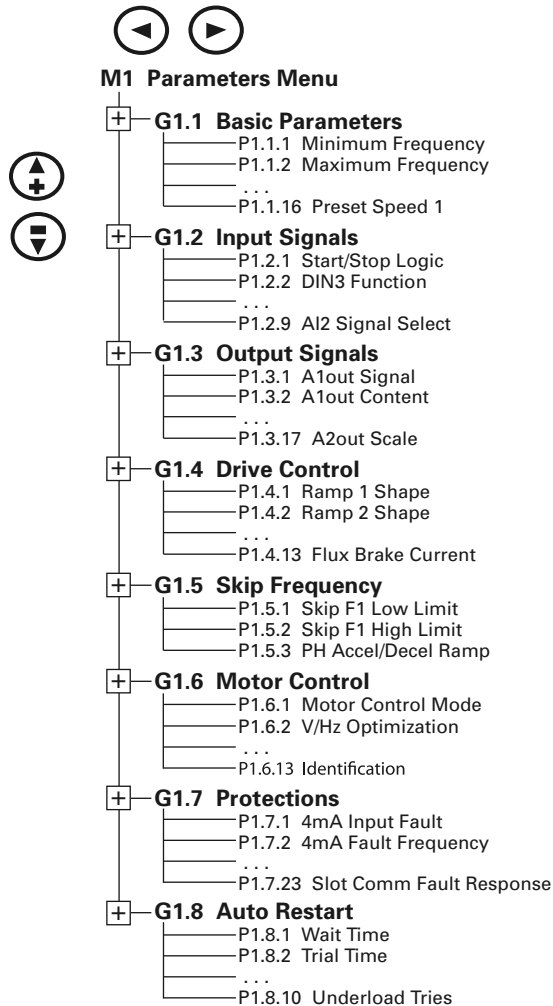 M1 Parameters Menu
G1.1 Basic Parameters
P1.1.1 Minimum Frequency
P1.1.2 Maximum Frequency
. . .
P1.1.16 Preset Speed 1
G1.2 Input Signals
P1.2.1 Start/Stop Logic
P1.2.2 DIN3 Function
. . .
P1.2.9 AI2 Signal Select
G1.3 Output Signals
P1.3.1 A1out Signal
P1.3.2 A1out Content
. . .
P1.3.17 A2out Scale
G1.4 Drive Control
P1.4.1 Ramp 1 Shape
P1.4.2 Ramp 2 Shape
. . .
P1.4.13 Flux Brake Current
G1.5 Skip Frequency
P1.5.1 Skip F1 Low Limit
P1.5.2 Skip F1 High Limit
P1.5.3 PH Accel/Decel Ramp
G1.6 Motor Control
P1.6.1 Motor Control Mode
P1.6.2 V/Hz Optimization
. . .
P1.6.13 Identification
G1.7 Protections
P1.7.1 4mA Input Fault
P1.7.2 4mA Fault Frequency
. . .
P1.7.23 Slot Comm Fault Response
G1.8 Auto Restart
P1.8.1 Wait Time
P1.8.2 Trial Time
. . .
P1.8.10 Underload Tries